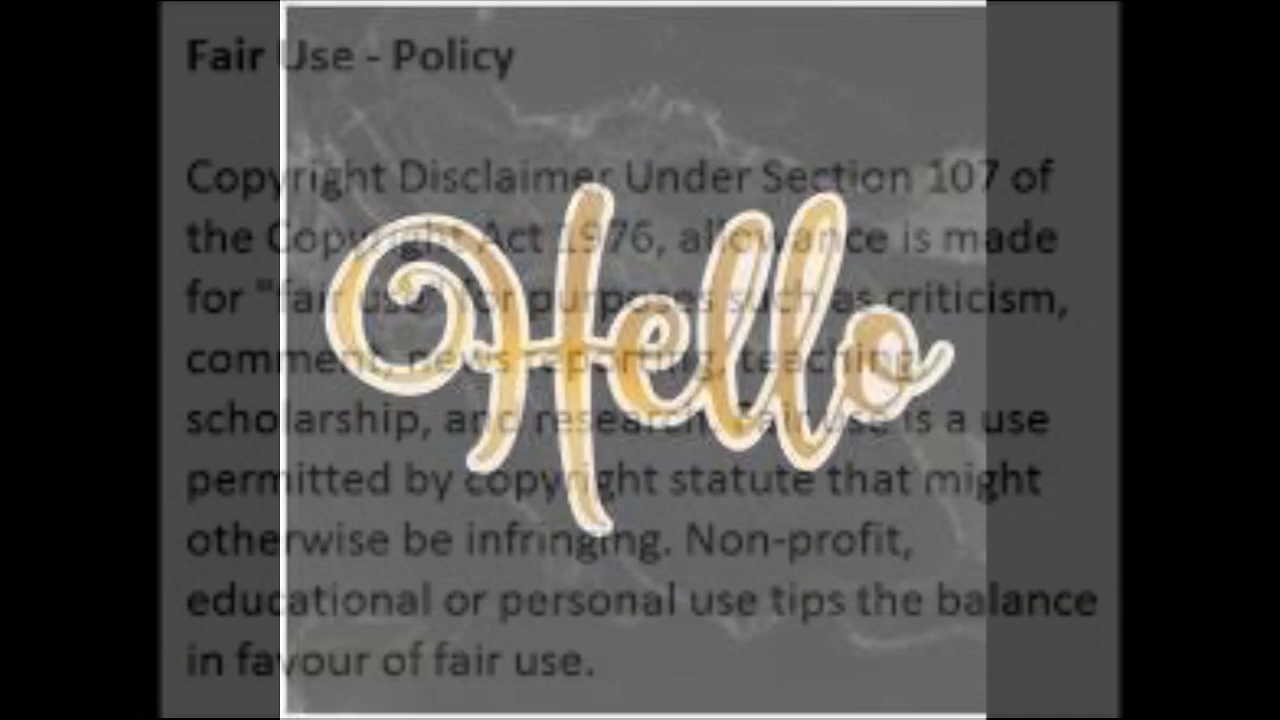 Fair Use - Policy
Copyright Disclaimer Under Section 107 of
the Copyright Act 1976, allowance is made
for "fair use" for purposes such as criticism,
comment, news reporting, teaching,
scholarship, and research. Fair use is a use
permitted by copyright statute that might
otherwise be infringing. Non-profit,
educational or personal use tips the balance
in favour of fair use.
Hello